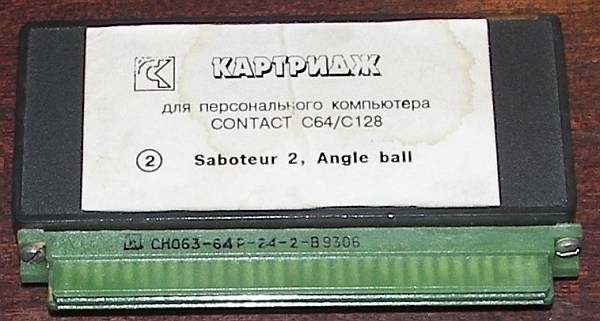 КАРТРИДЖ
для персонального компьютера
CONTACT C64/C128
2 Saboteur 2, Angle ball
СНО63-64Р-24-2-В9306